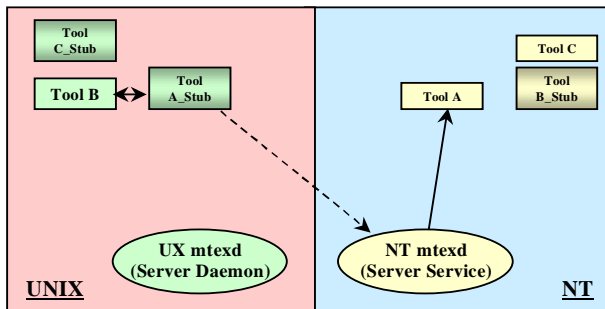 Tool
C_Stub
Tool B
Tool
A_Stub
UX mtexd
(Server Daemon)
UNIX
Tool C
Tool A
Tool
B_Stub
NT mtexd
(Server Service)
NT